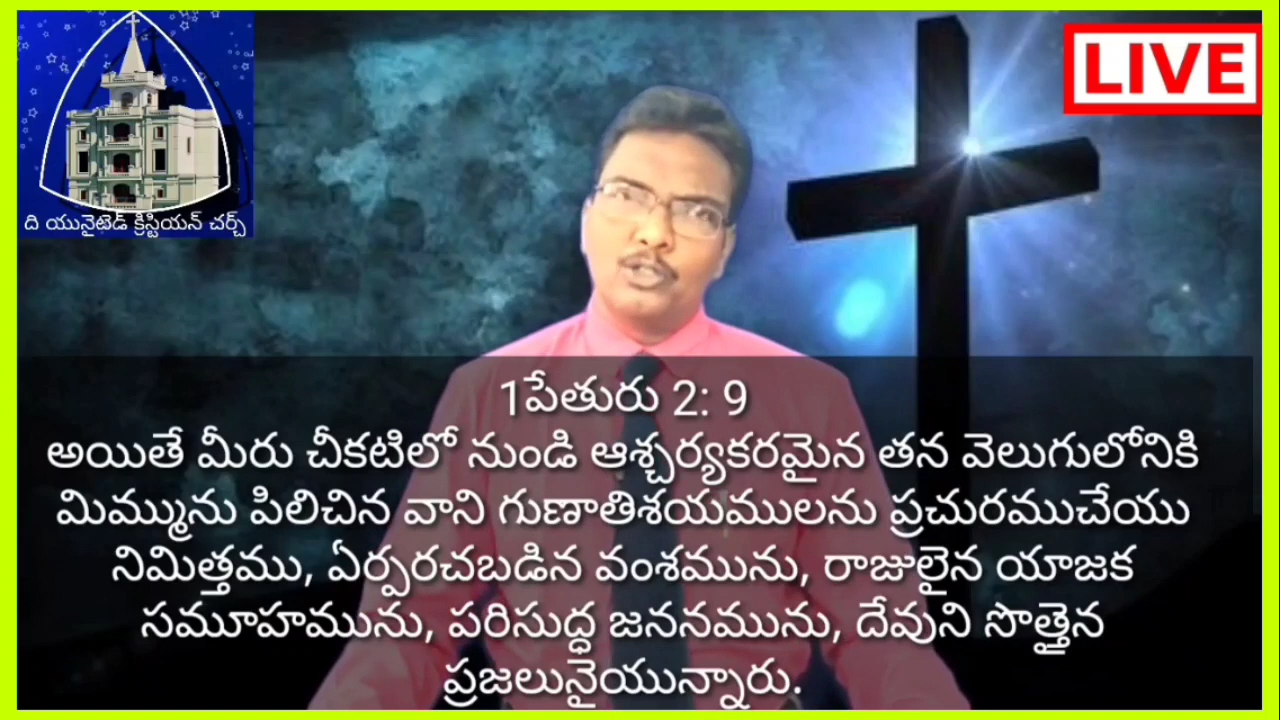 LIVE
ది యునైటెడ్ క్రిస్టియన్ చర్చ్
1పేతురు 2: 9
అయితే మీరు చీకటిలో నుండి ఆశ్చర్యకరమైన తన వెలుగులోనికి
మిమ్మును పిలిచిన వాని గుణాతిశయములను ప్రచురముచేయు
నిమిత్తము, ఏర్పరచబడిన వంశమును, రాజులైన యాజక
సమూహమును, పరిసుద్ధ జననమును, దేవుని సొత్తైన
ప్రజలునైయున్నారు.